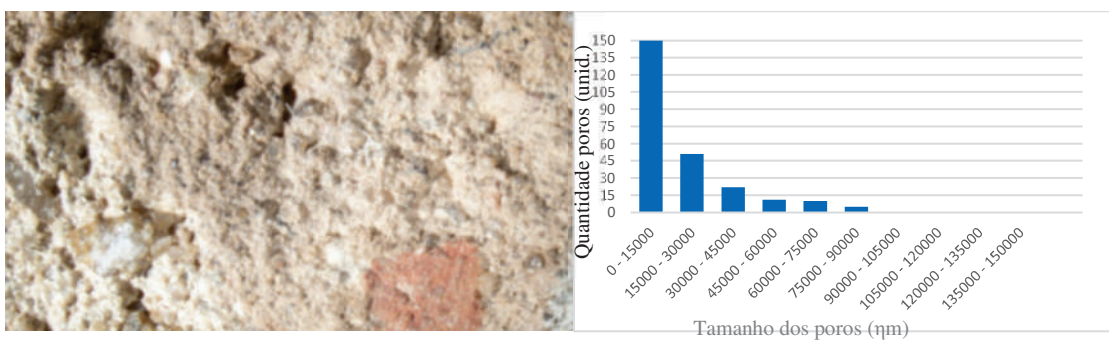 Quantidade poros (unid.)
150
135
120
105
90
75
60
45
30
15
0
0 - 15000
15000 - 30000
30000 - 45000
45000 - 60000
60000 - 75000
75000 - 90000
90000 - 105000
105000 - 120000
120000 - 135000
135000 - 150000
Tamanho dos poros (ηm)